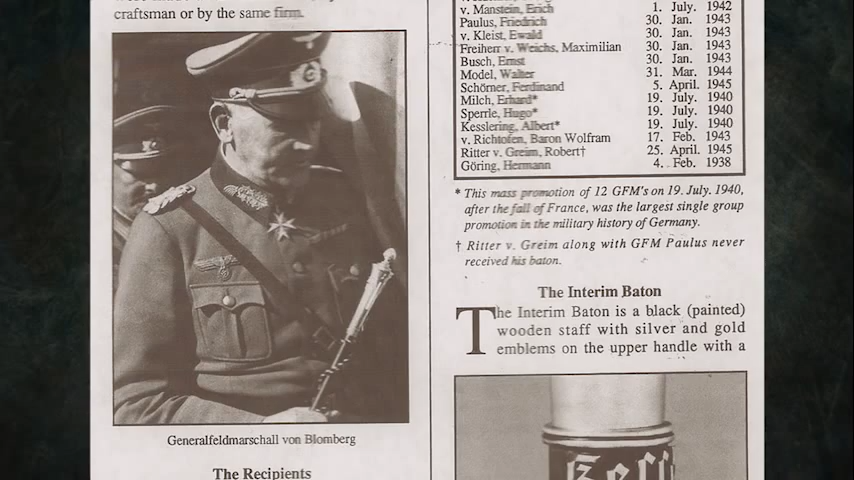 craftsman or by the same firm.
Generalfeldmarschall von Blomberg
The Recipients
v. Manstein, Erich 1. July. 1942
Paulus, Friedrich 30. Jan. 1943
v. Kleist, Ewald 30. Jan. 1943
Freiherr v. Weichs, Maximilian 30. Jan. 1943
Busch, Ernst 30. Jan. 1943
Model, Walter 31. Mar. 1944
Schörner, Ferdinand 5. April. 1945
Milch, Erhard* 19. July. 1940
Sperrle, Hugo* 19. July. 1940
Kesslering, Albert* 19. July. 1940
v. Richtofen, Baron Wolfram 17. Feb. 1943
Ritter v. Greim, Robert† 25. April. 1945
Göring, Hermann 4. Feb. 1938
* This mass promotion of 12 GFM's on 19. July. 1940,
after the fall of France, was the largest single group
promotion in the military history of Germany.
† Ritter v. Greim along with GFM Paulus never
received his baton.
The Interim Baton
The Interim Baton is a black (painted)
wooden staff with silver and gold
emblems on the upper handle with a